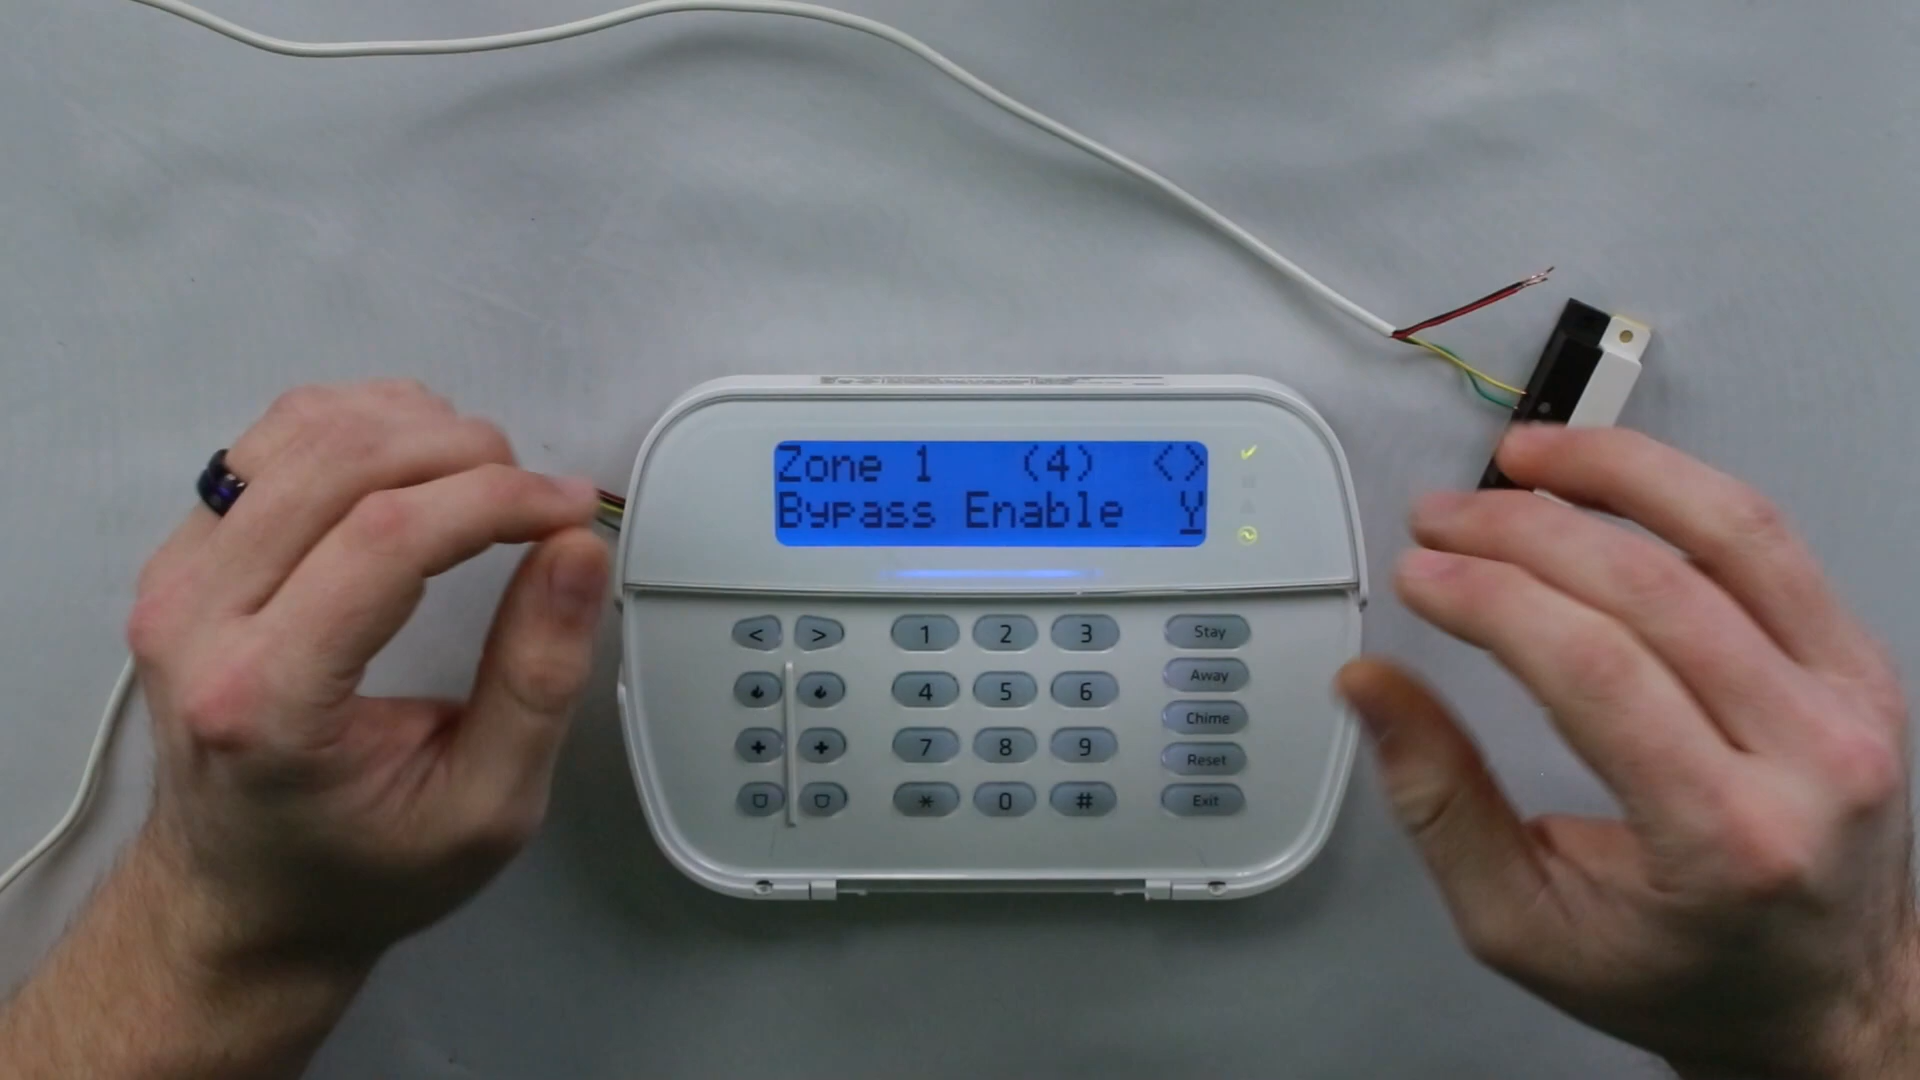 Zone 1 (4) <>
Bypass Enable Y
< > 1 2 3 Stay
4 5 6 Away
7 8 9 Chime
Reset
* 0 # Exit